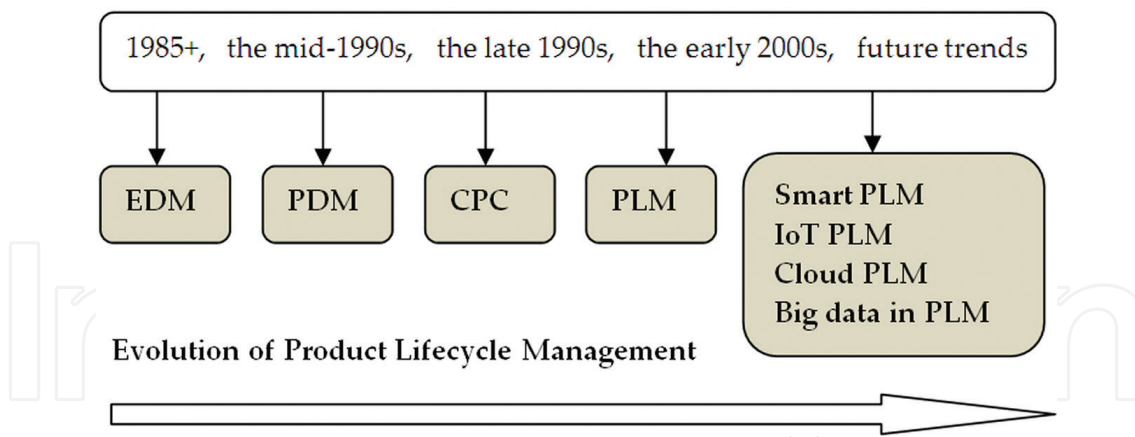 1985+, the mid-1990s, the late 1990s, the early 2000s, future trends
EDM
PDM
CPC
PLM
Smart PLM
IoT PLM
Cloud PLM
Big data in PLM
Evolution of Product Lifecycle Management